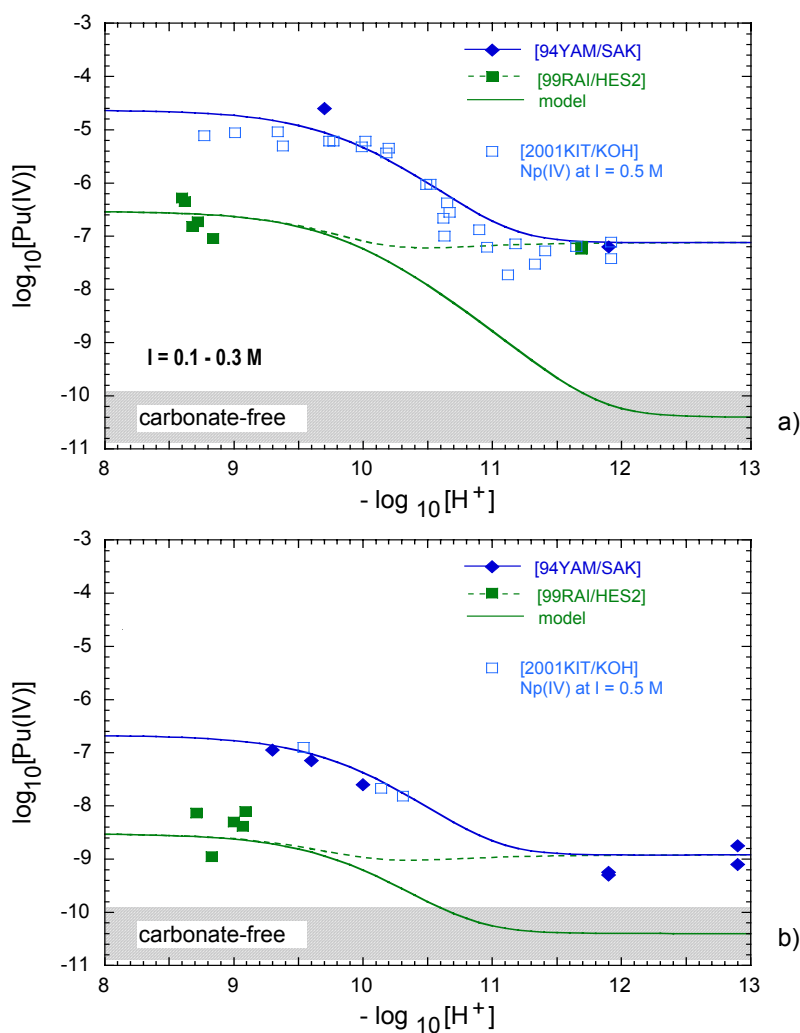 -3
-4
-5
-6
-7
-8
-9
-10
-11
log10[Pu(IV)]
[94YAM/SAK]
[99RAI/HES2]
model
[2001KIT/KOH]
Np(IV) at I = 0.5 M
I = 0.1 - 0.3 M
carbonate-free
a)
8 9 10 11 12 13
- log 10 [H+]
-3
-4
-5
-6
-7
-8
-9
-10
-11
log10[Pu(IV)]
[94YAM/SAK]
[99RAI/HES2]
model
[2001KIT/KOH]
Np(IV) at I = 0.5 M
carbonate-free
b)
8 9 10 11 12 13
- log 10 [H+]